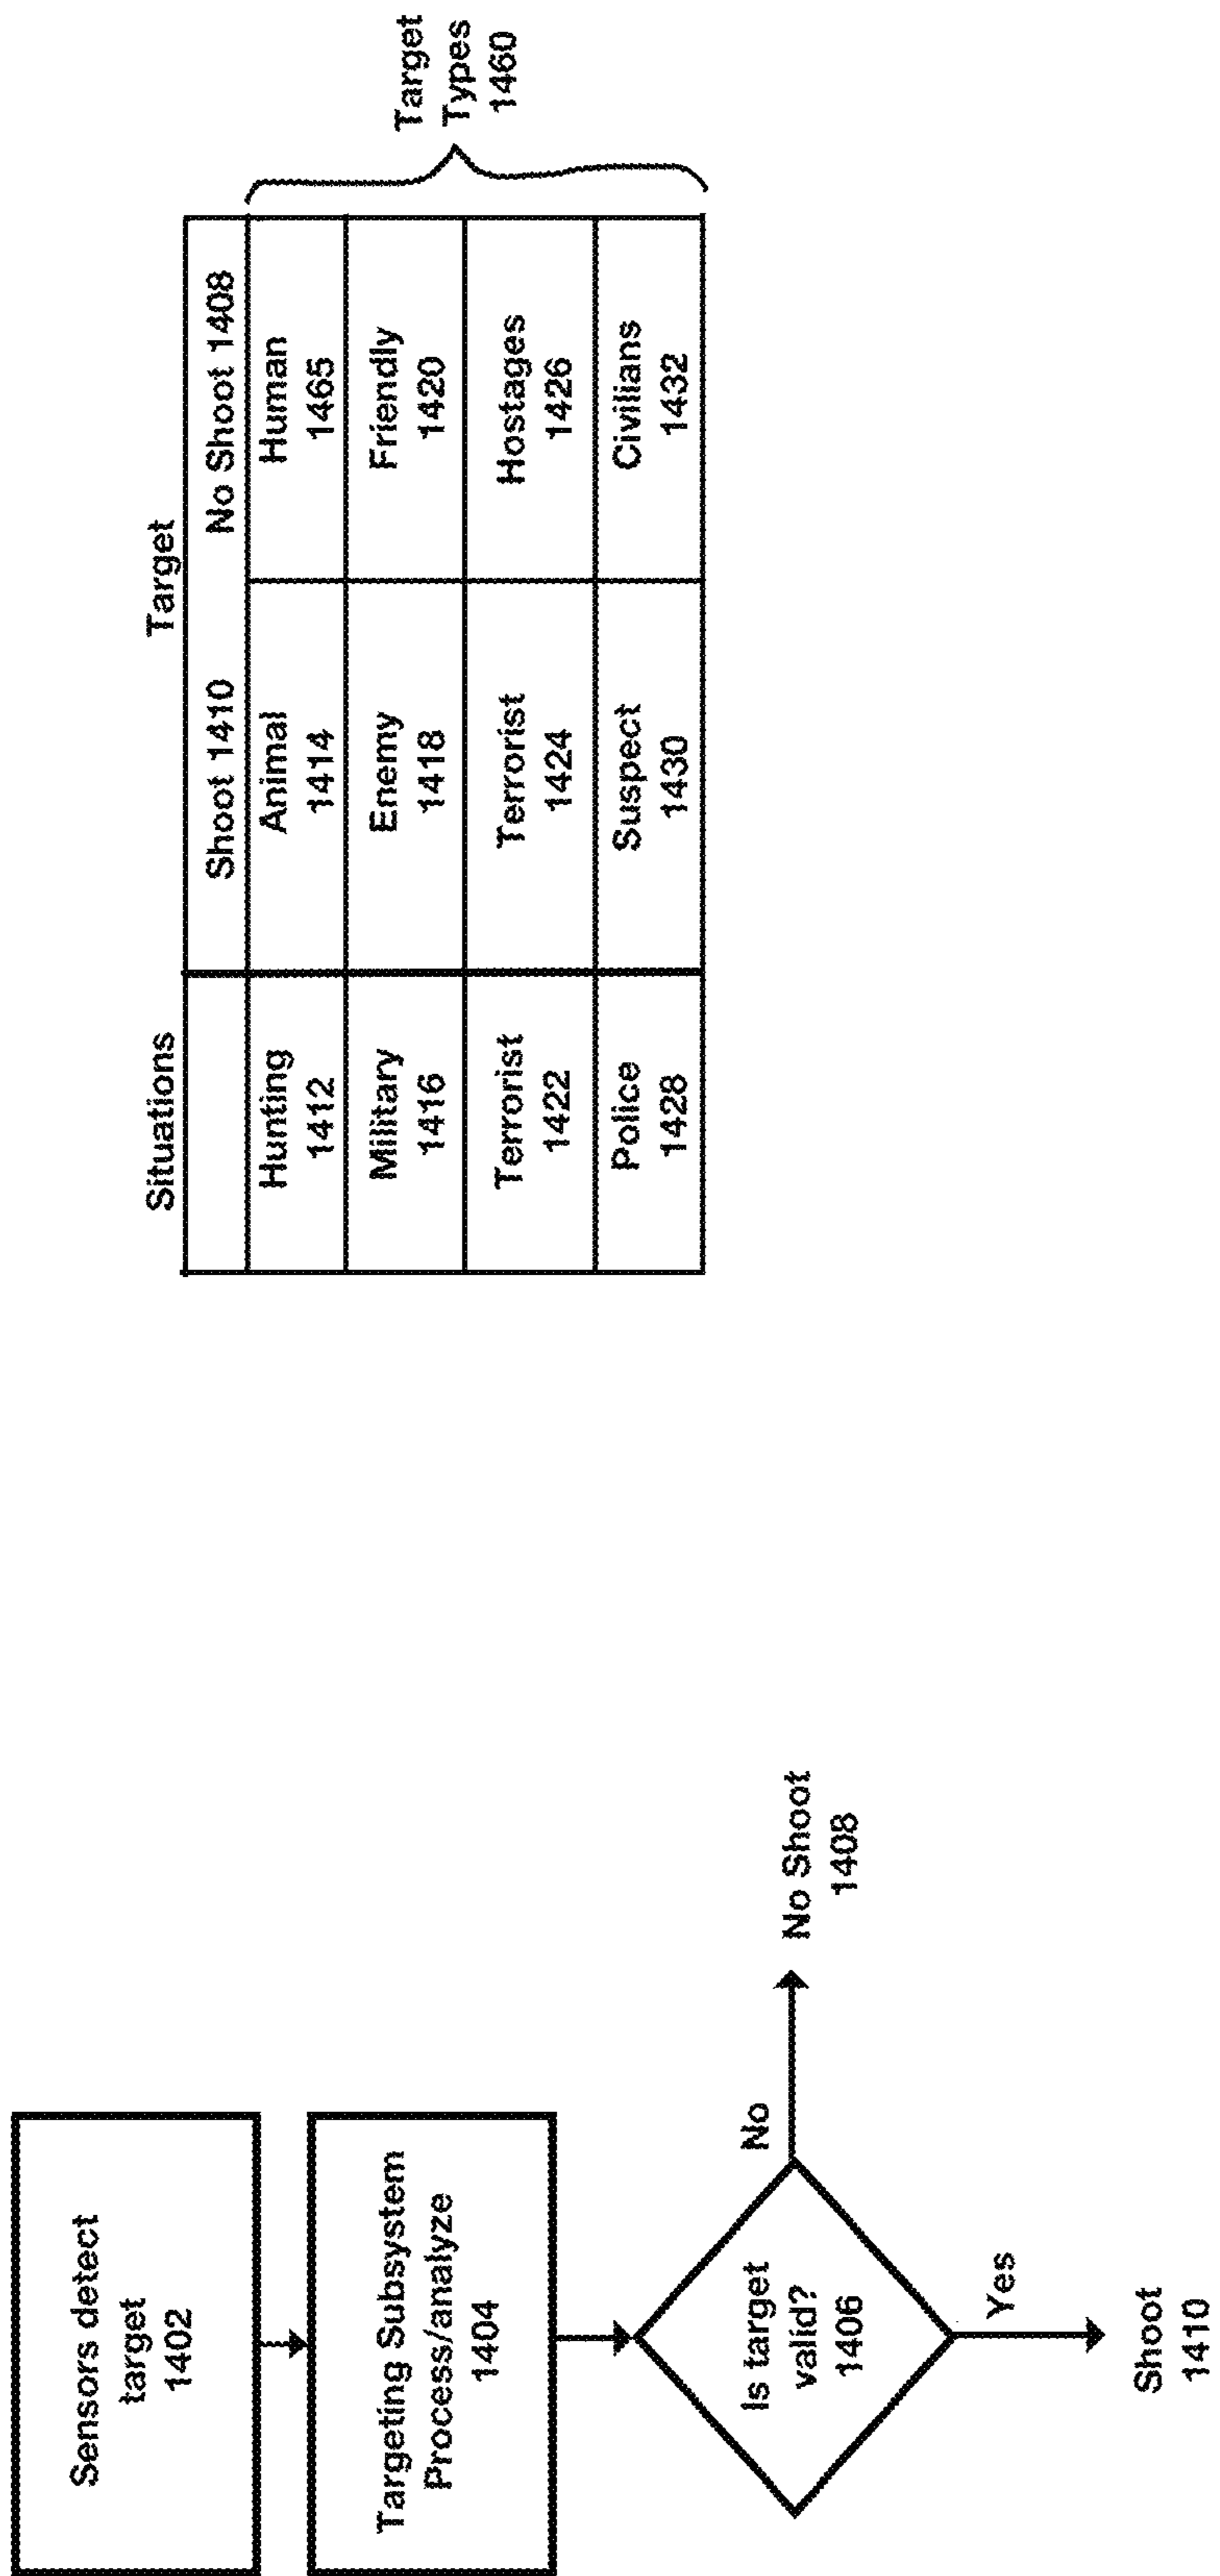 Sensors detect
target
1402
Targeting Subsystem
Process/analyze
1404
Is target
valid?
1406
No
No Shoot
1408
Yes
Shoot
1410
Situations
Target
Shoot 1410
No Shoot 1408
Hunting
1412
Animal
1414
Human
1465
Military
1416
Enemy
1418
Friendly
1420
Terrorist
1422
Terrorist
1424
Hostages
1426
Police
1428
Suspect
1430
Civilians
1432
Target
Types
1460